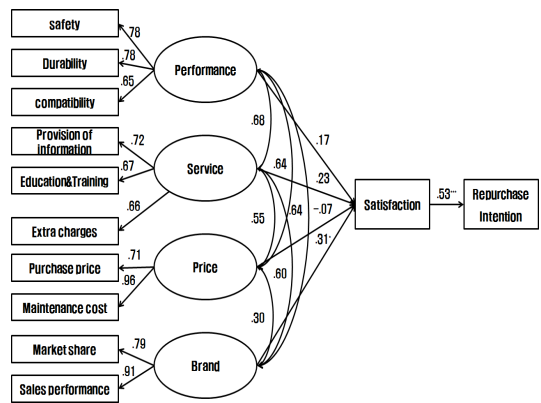 safety
.78
Durability
.78
.65
compatibility
Performance
Provision of
information
.72
Education&Training
.67
.66
Extra charges
Service
Purchase price
.71
.96
Maintenance cost
Price
Market share
.79
.91
Sales performance
Brand
.68
.64
.55
.64
.60
.30
.17
.23
-.07
.31*
Satisfaction
.53***
Repurchase
Intention